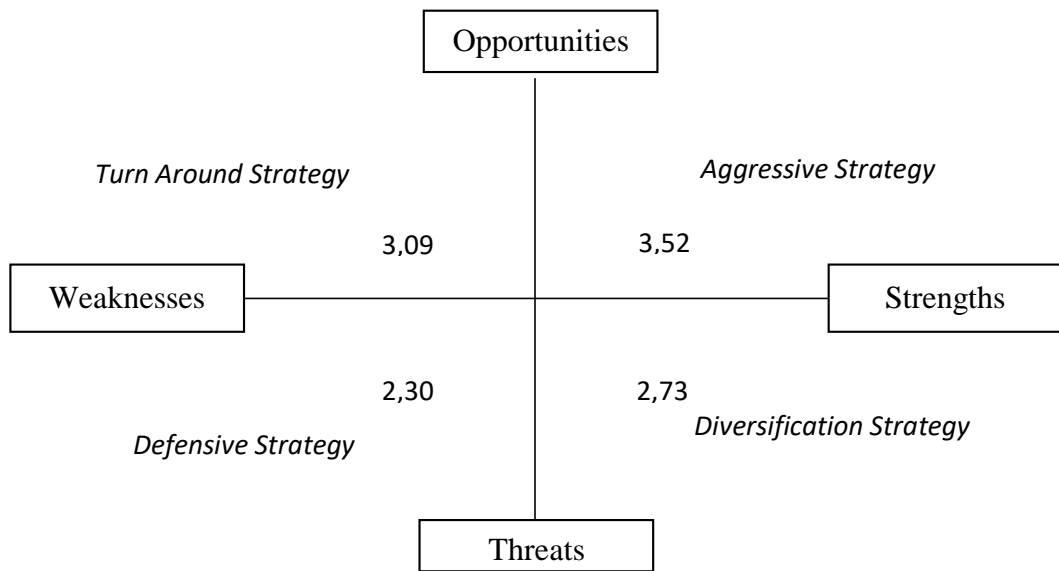 Opportunities
Turn Around Strategy
Aggressive Strategy
3,09
3,52
Weaknesses
Strengths
2,30
2,73
Defensive Strategy
Diversification Strategy
Threats